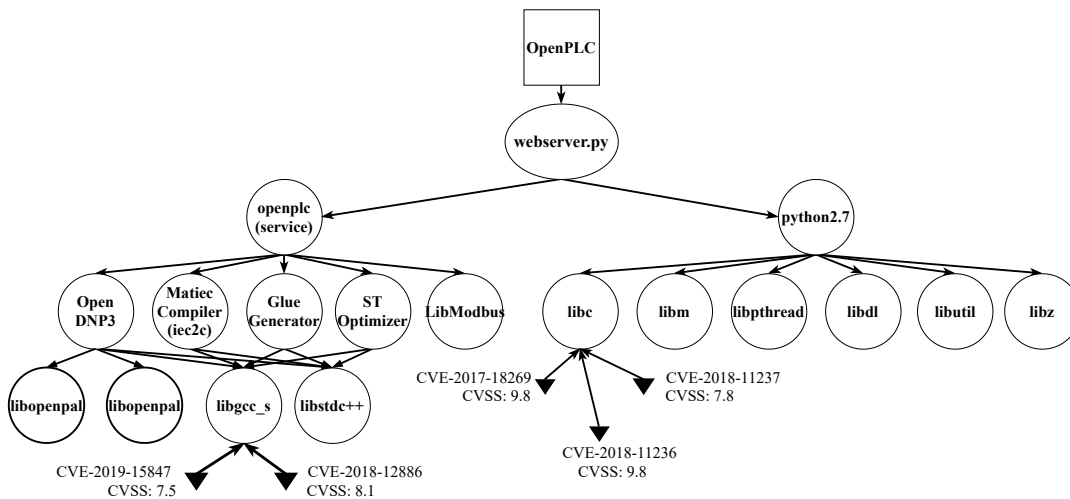 OpenPLC
webserver.py
openplc
(service)
python2.7
Open
DNP3
Matiec
Compiler
(iec2c)
Glue
Generator
ST
Optimizer
LibModbus
libc
libm
libpthread
libdl
libutil
libz
libopenpal
libopenpal
libgcc_s
libstdc++
CVE-2017-18269
CVSS: 9.8
CVE-2018-11237
CVSS: 7.8
CVE-2018-11236
CVSS: 9.8
CVE-2019-15847
CVSS: 7.5
CVE-2018-12886
CVSS: 8.1